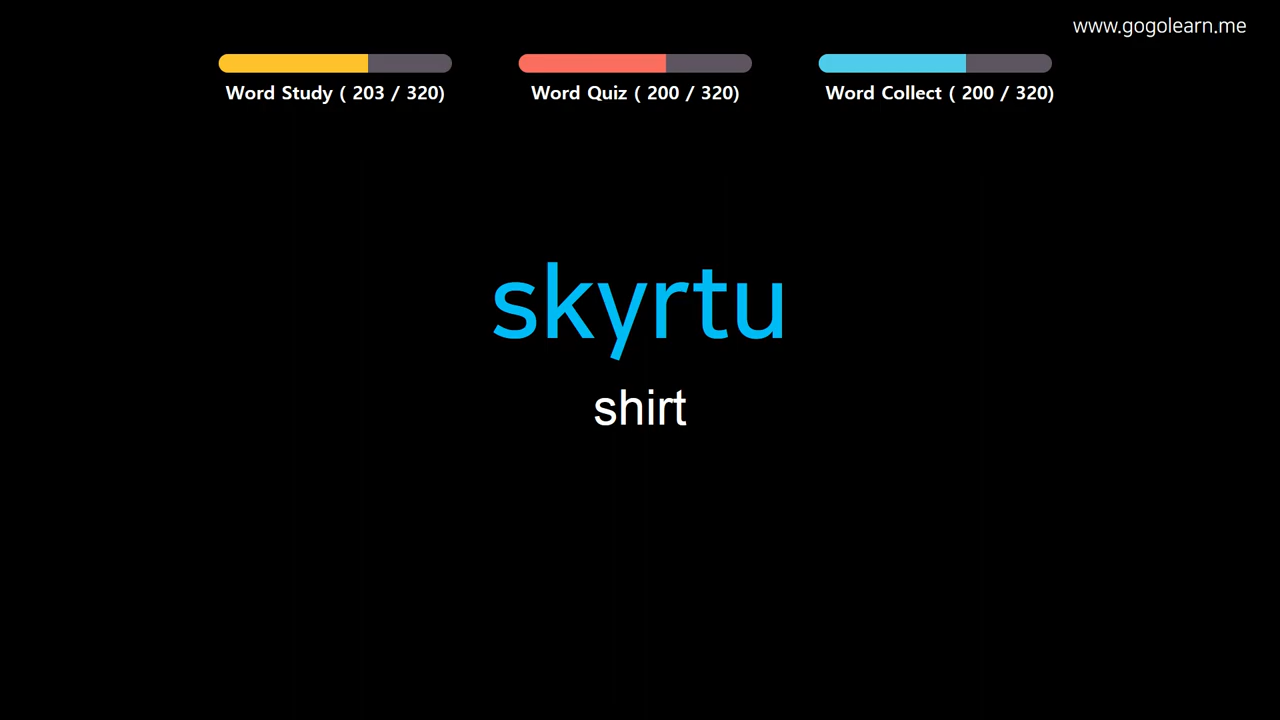 www.gogolearn.me
Word Study ( 203 / 320)
Word Quiz ( 200 / 320)
Word Collect ( 200 / 320)
skyrtu
shirt